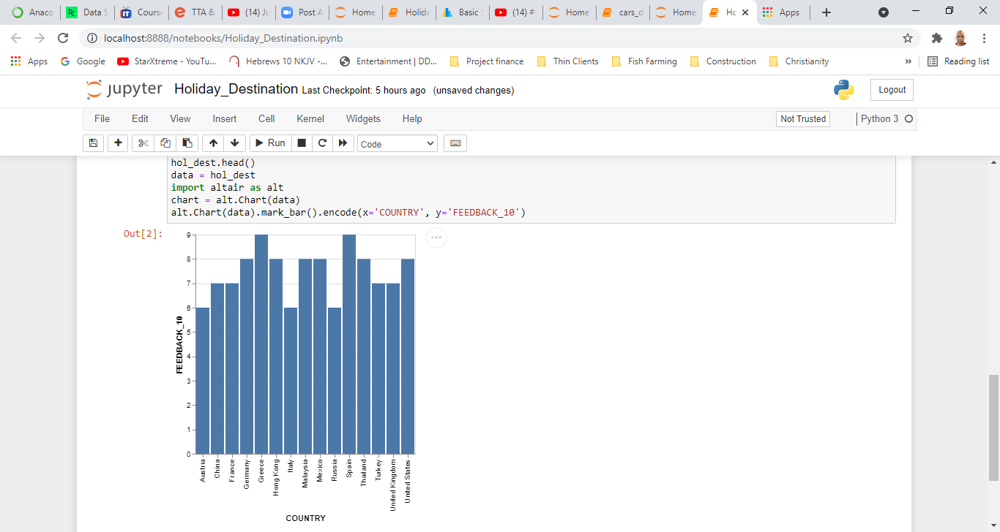 Anaco
Data S
Course
TTA &
(14) Ju
Post A
Home
Holida
cars_d
Home
Apps
localhost:8888/notebooks/Holiday_Destination.ipynb
Apps Google StarXtreme - YouTu... Hebrews 10 NKJV -... Entertainment | DD... Project finance Thin Clients Fish Farming Construction Christianity » Reading list
jupyter Holiday_Destination Last Checkpoint: 5 hours ago (unsaved changes) Logout
File Edit View Insert Cell Kernel Widgets Help Not Trusted Python 3
Run Code
hol_dest.head()
data = hol_dest
import altair as alt
chart = alt.Chart(data)
alt.Chart(data).mark_bar().encode(x='COUNTRY', y='FEEDBACK_10')
Out[2]:
9
8
7
6
5
4
3
2
1
0
FEEDBACK_10
Austria
China
France
Germany
Greece
Hong Kong
Italy
Malaysia
Mexico
Russia
Spain
Thailand
Turkey
United Kingdom
United States
COUNTRY